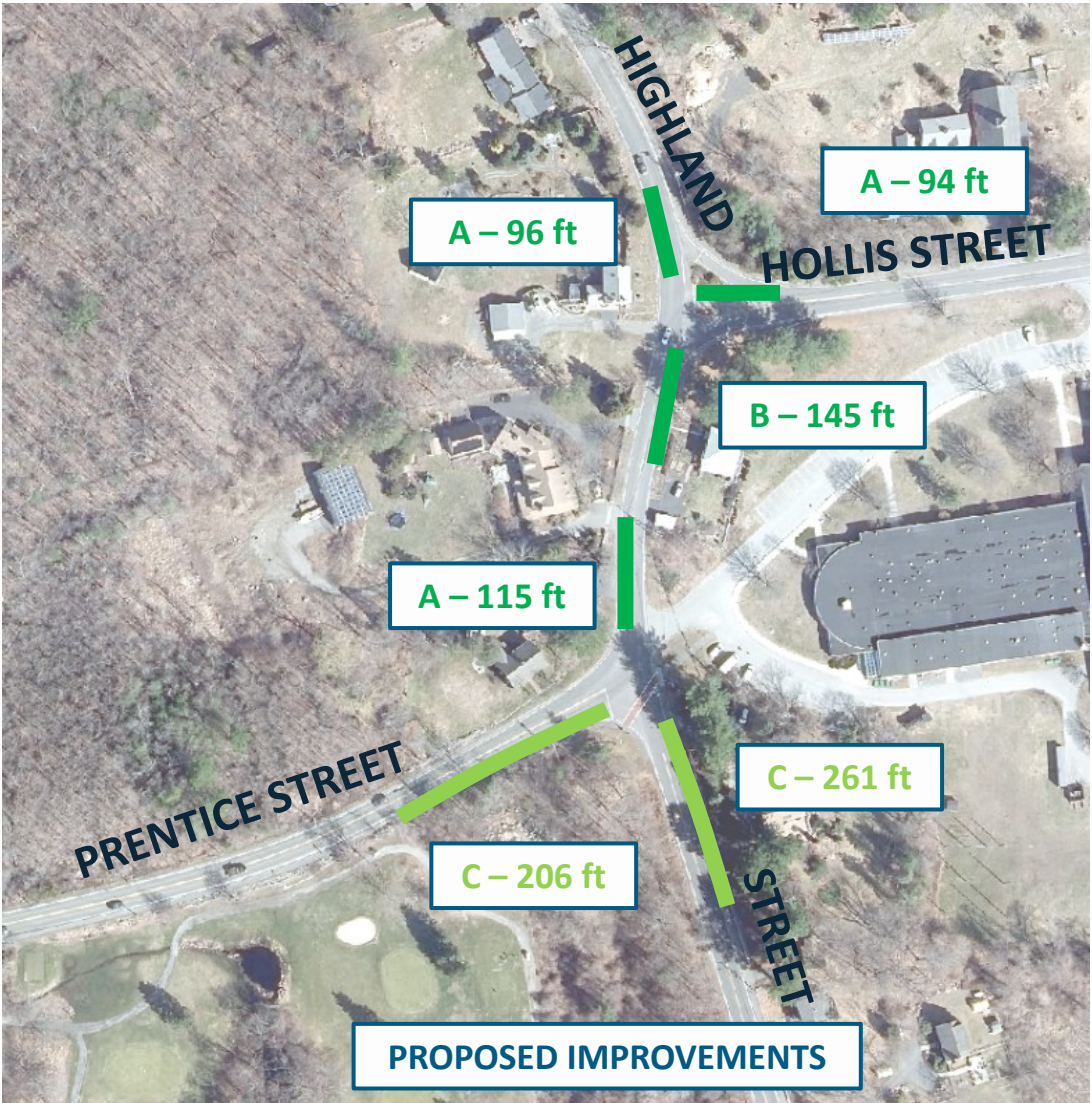 HIGHLAND
A – 94 ft
A – 96 ft
HOLLIS STREET
B – 145 ft
A – 115 ft
PRENTICE STREET
C – 261 ft
C – 206 ft
STREET
PROPOSED IMPROVEMENTS